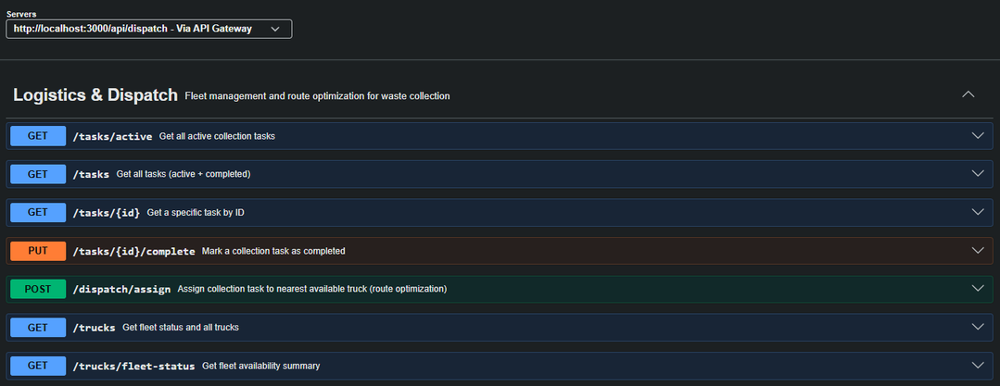 Servers
http://localhost:3000/api/dispatch - Via API Gateway
Logistics & Dispatch Fleet management and route optimization for waste collection
GET /tasks/active Get all active collection tasks
GET /tasks Get all tasks (active + completed)
GET /tasks/{id} Get a specific task by ID
PUT /tasks/{id}/complete Mark a collection task as completed
POST /dispatch/assign Assign collection task to nearest available truck (route optimization)
GET /trucks Get fleet status and all trucks
GET /trucks/fleet-status Get fleet availability summary